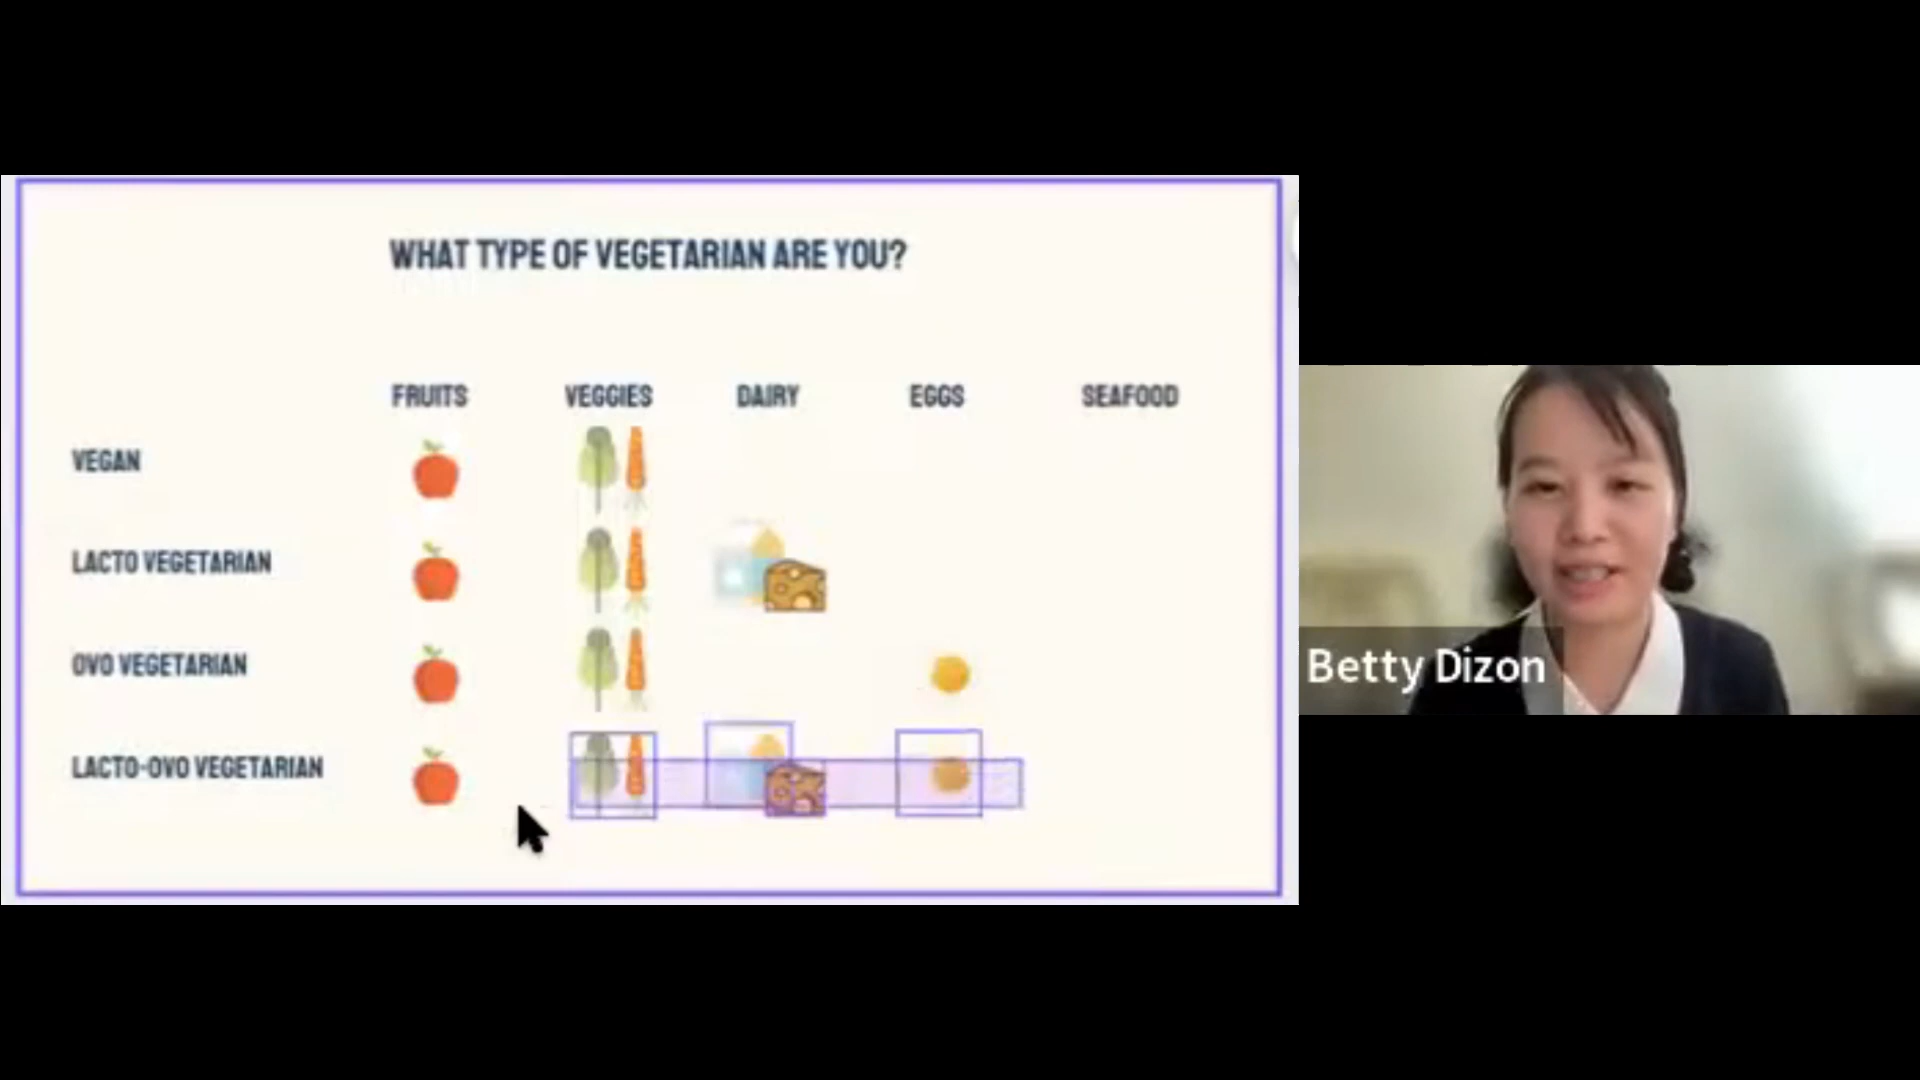 WHAT TYPE OF VEGETARIAN ARE YOU?
FRUITS VEGGIES DAIRY EGGS SEAFOOD
VEGAN
LACTO VEGETARIAN
OVO VEGETARIAN
LACTO-OVO VEGETARIAN
Betty Dizon